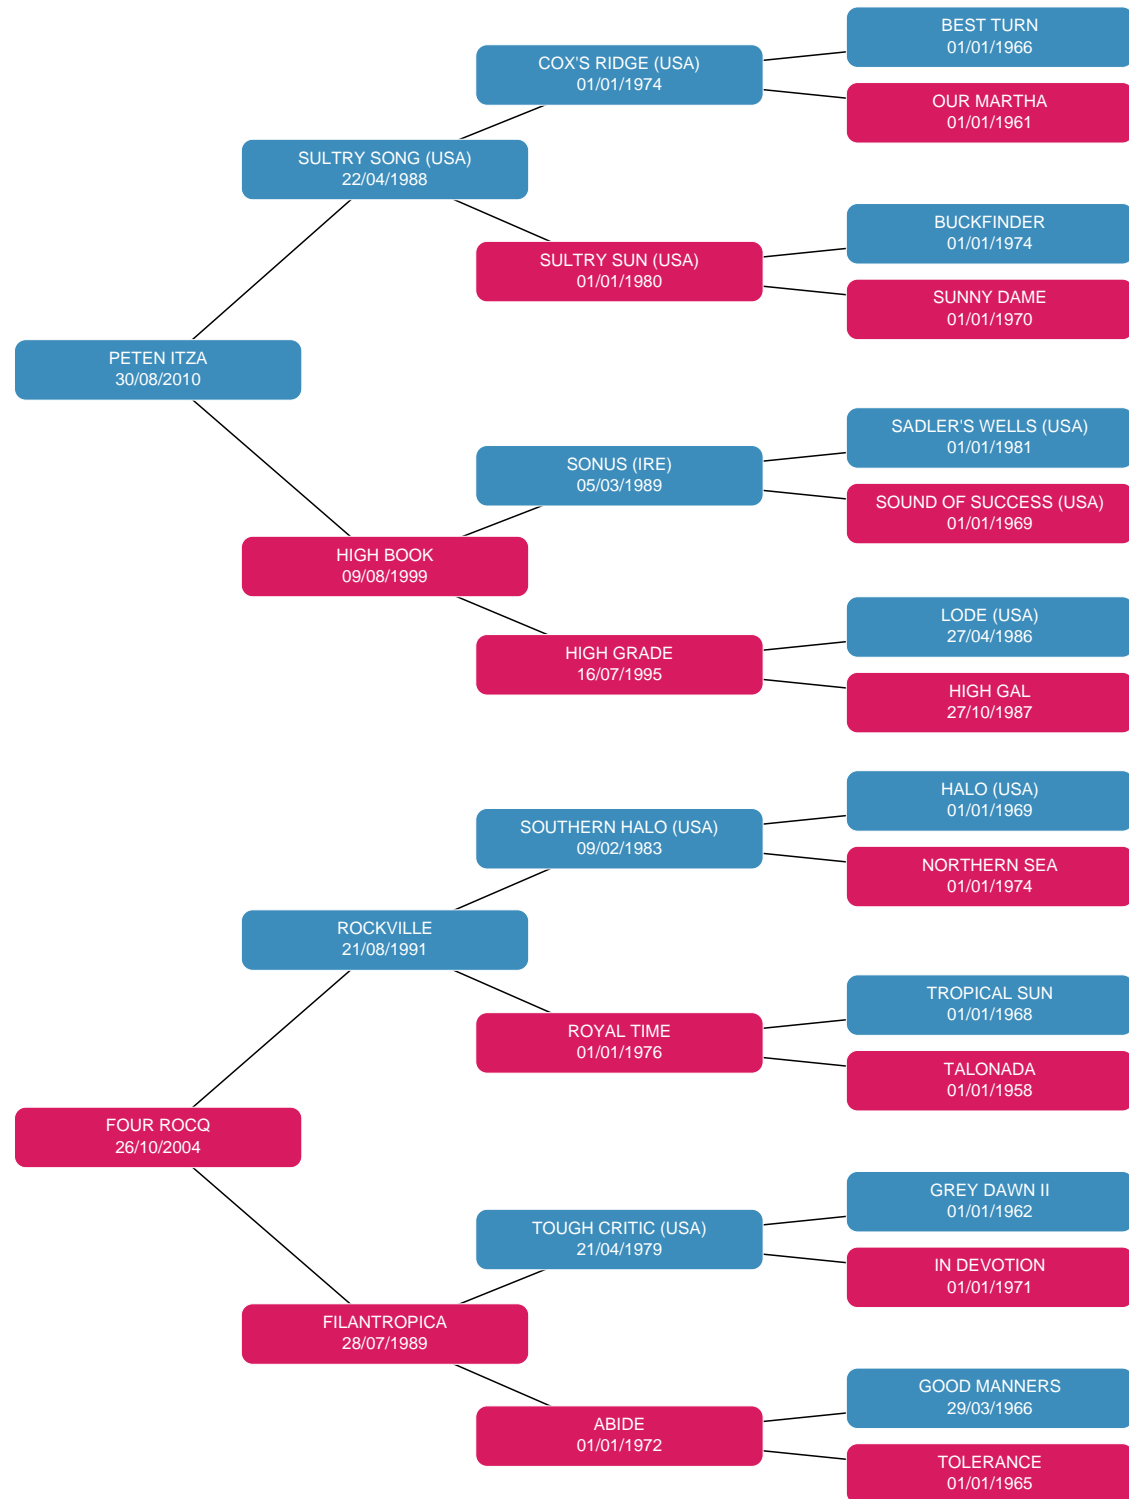 BEST TURN
01/01/1966
COX'S RIDGE (USA)
01/01/1974
OUR MARTHA
01/01/1961
SULTRY SONG (USA)
22/04/1988
BUCKFINDER
01/01/1974
SULTRY SUN (USA)
01/01/1980
SUNNY DAME
01/01/1970
PETEN ITZA
30/08/2010
SADLER'S WELLS (USA)
01/01/1981
SONUS (IRE)
05/03/1989
SOUND OF SUCCESS (USA)
01/01/1969
HIGH BOOK
09/08/1999
LODE (USA)
27/04/1986
HIGH GRADE
16/07/1995
HIGH GAL
27/10/1987
HALO (USA)
01/01/1969
SOUTHERN HALO (USA)
09/02/1983
NORTHERN SEA
01/01/1974
ROCKVILLE
21/08/1991
TROPICAL SUN
01/01/1968
ROYAL TIME
01/01/1976
TALONADA
01/01/1958
FOUR ROCQ
26/10/2004
GREY DAWN II
01/01/1962
TOUGH CRITIC (USA)
21/04/1979
IN DEVOTION
01/01/1971
FILANTROPICA
28/07/1989
GOOD MANNERS
29/03/1966
ABIDE
01/01/1972
TOLERANCE
01/01/1965